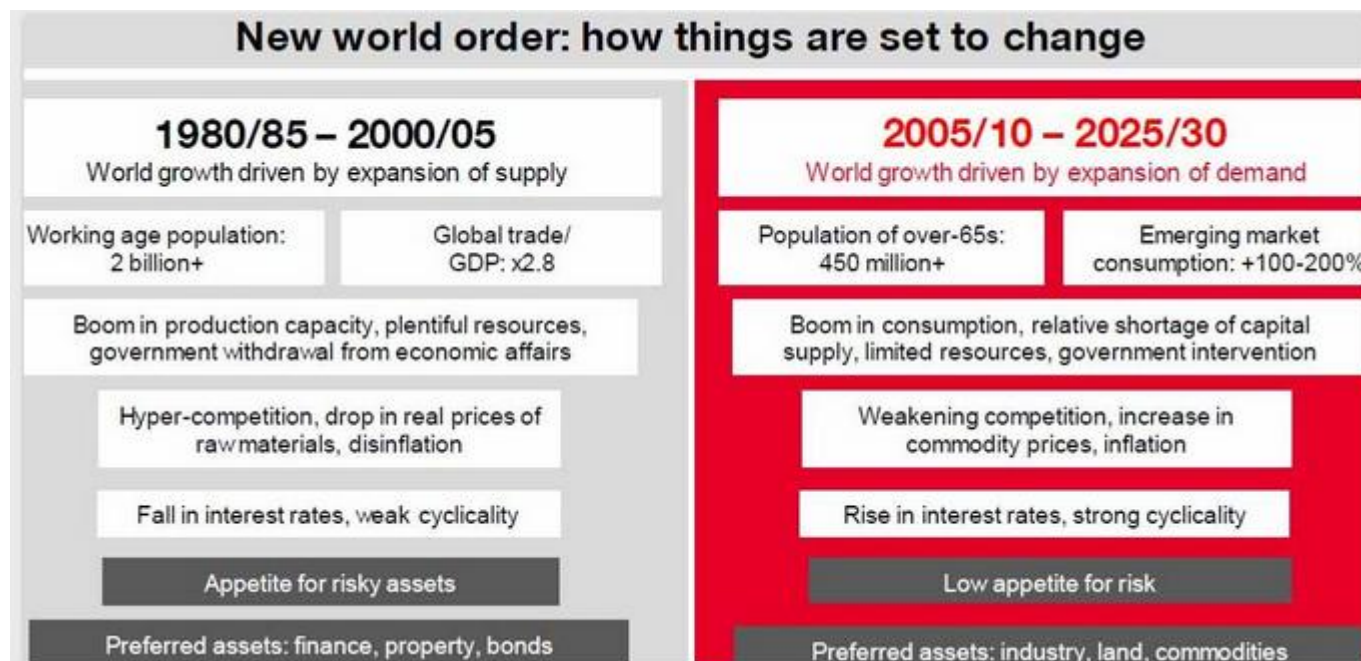 New world order: how things are set to change
1980/85 – 2000/05
World growth driven by expansion of supply
Working age population:
2 billion+
Global trade/
GDP: x2.8
Boom in production capacity, plentiful resources,
government withdrawal from economic affairs
Hyper-competition, drop in real prices of
raw materials, disinflation
Fall in interest rates, weak cyclicality
Appetite for risky assets
Preferred assets: finance, property, bonds
2005/10 – 2025/30
World growth driven by expansion of demand
Population of over-65s:
450 million+
Emerging market
consumption: +100-200%
Boom in consumption, relative shortage of capital
supply, limited resources, government intervention
Weakening competition, increase in
commodity prices, inflation
Rise in interest rates, strong cyclicality
Low appetite for risk
Preferred assets: industry, land, commodities